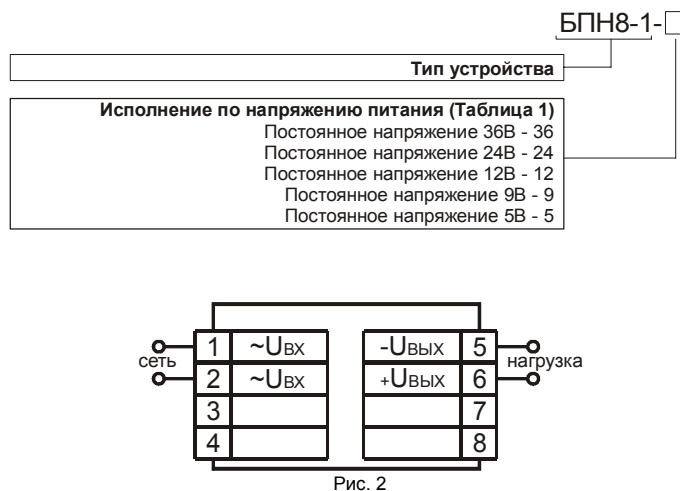 БПН8-1-
Тип устройства
Исполнение по напряжению питания (Таблица 1)
Постоянное напряжение 36В - 36
Постоянное напряжение 24В - 24
Постоянное напряжение 12В - 12
Постоянное напряжение 9В - 9
Постоянное напряжение 5В - 5
сеть
1 ~UВХ
2 ~UВХ
3
4
-UВЫХ 5
+UВЫХ 6
7
8
нагрузка
Рис. 2